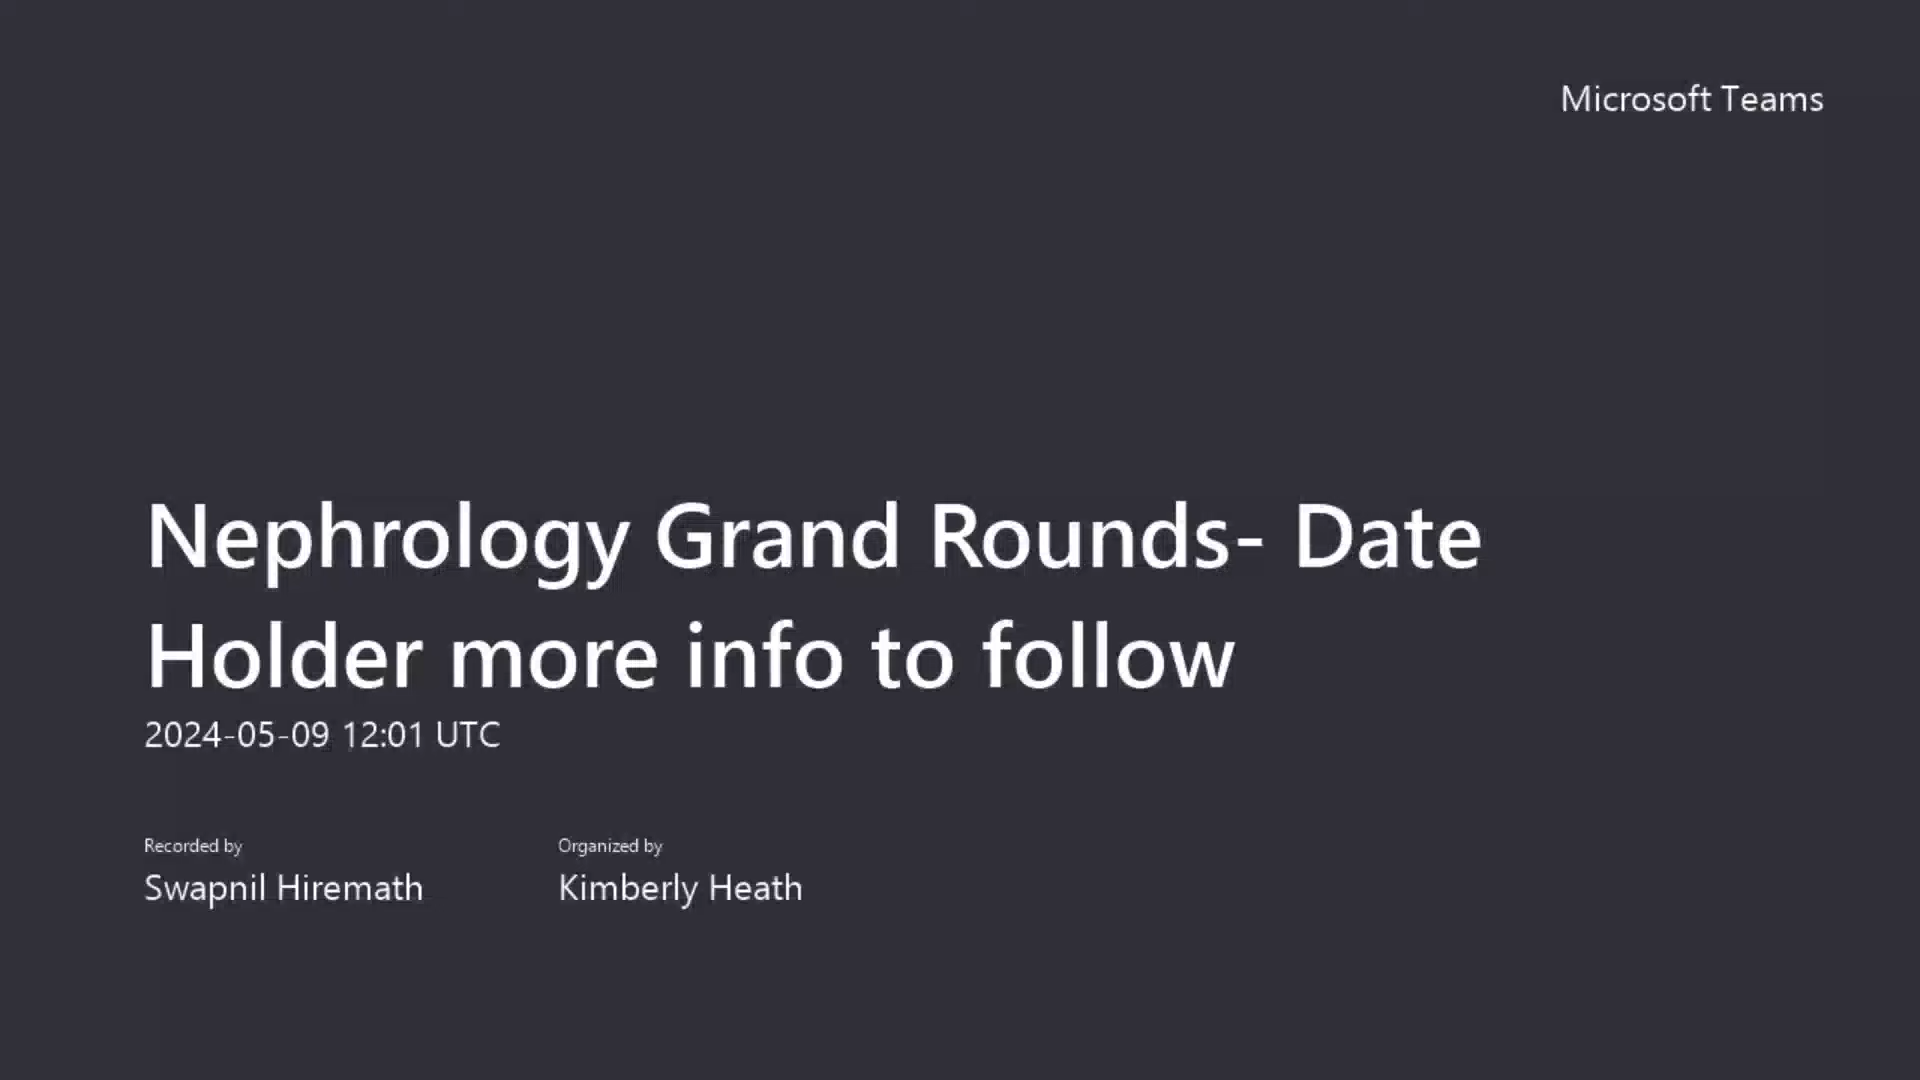 Microsoft Teams
Nephrology Grand Rounds- Date
Holder more info to follow
2024-05-09 12:01 UTC
Recorded by
Swapnil Hiremath
Organized by
Kimberly Heath